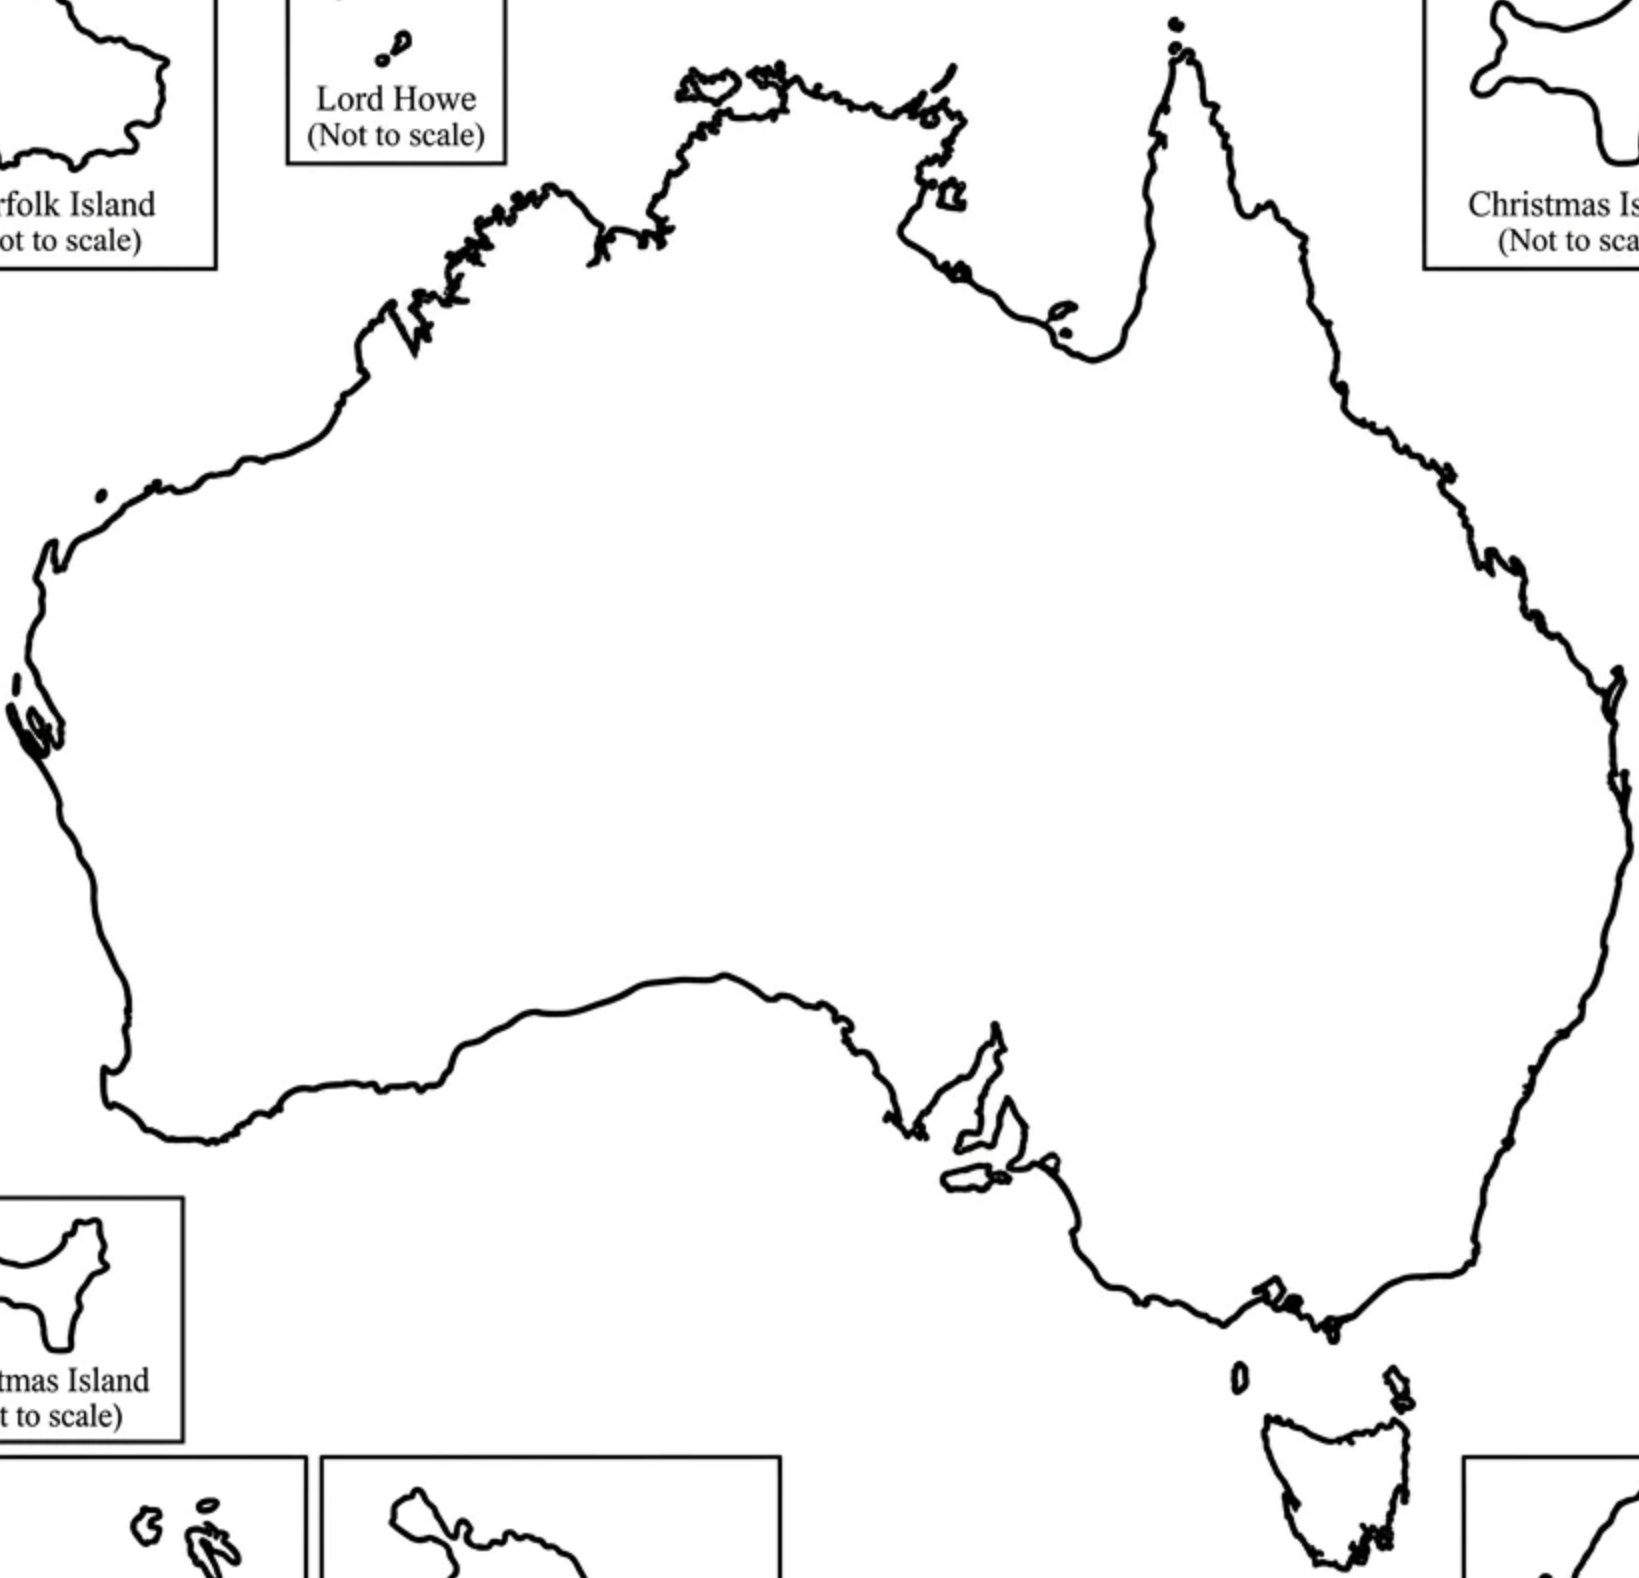 Lord Howe
(Not to scale)
rfolk Island
ot to scale)
Christmas Is
(Not to sca
tmas Island
t to scale)